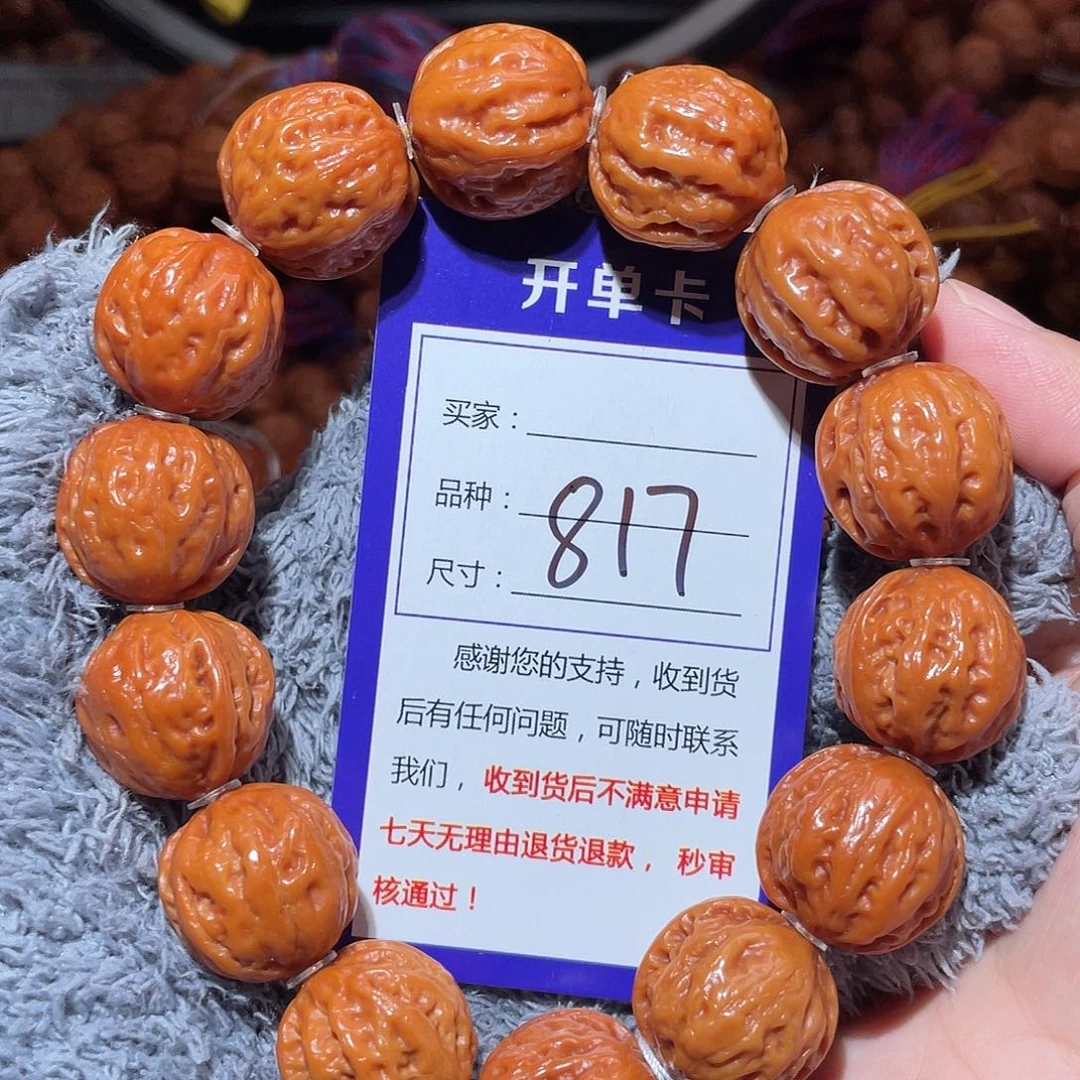 开单卡
买家：
品种：
817
尺寸：
感谢您的支持，收到货
后有任何问题，可随时联系
我们，收到货后不满意申请
七天无理由退货退款，秒审
核通过！